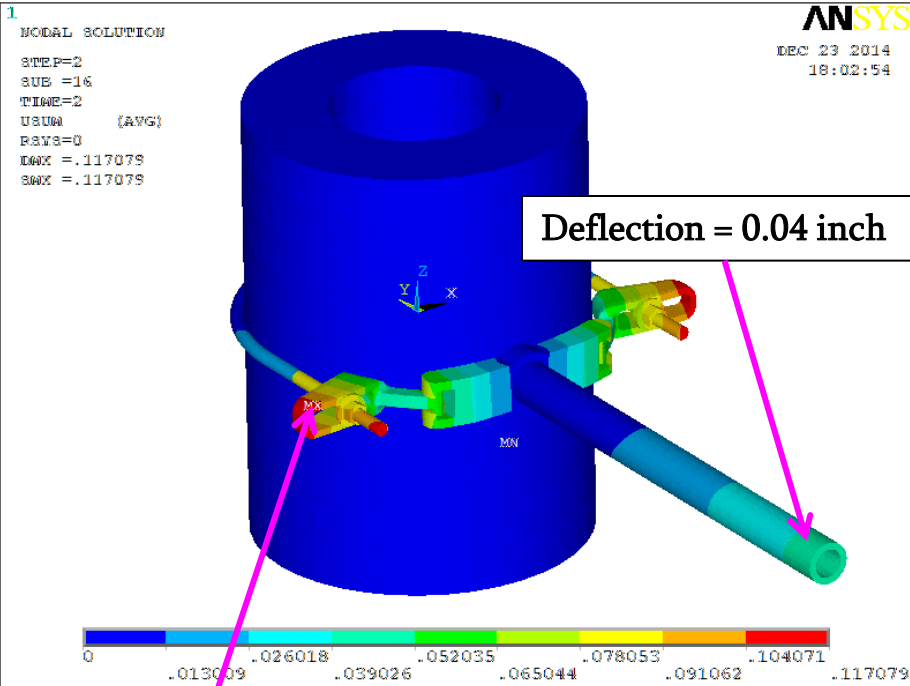 1
NODAL SOLUTION
STEP=2
SUB =16
TIME=2
USUM (AVG)
RSYS=0
DMX =.117079
SMX =.117079
ANSYS
DEC 23 2014
18:02:54
Deflection = 0.04 inch
Z
Y
X
MX
MN
0 .026018 .052035 .078053 .104071
.013009 .039026 .065044 .091062 .117079